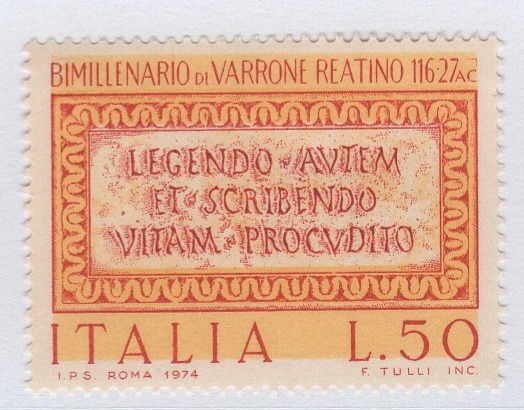 BIMILLENARIO DI VARRONE REATINO 116·27 AC
LEGENDO · AVTEM
ET · SCRIBENDO
VITAM · PROCVDITO
ITALIA L.50
I.P.S. ROMA 1974 F. TULLI INC.